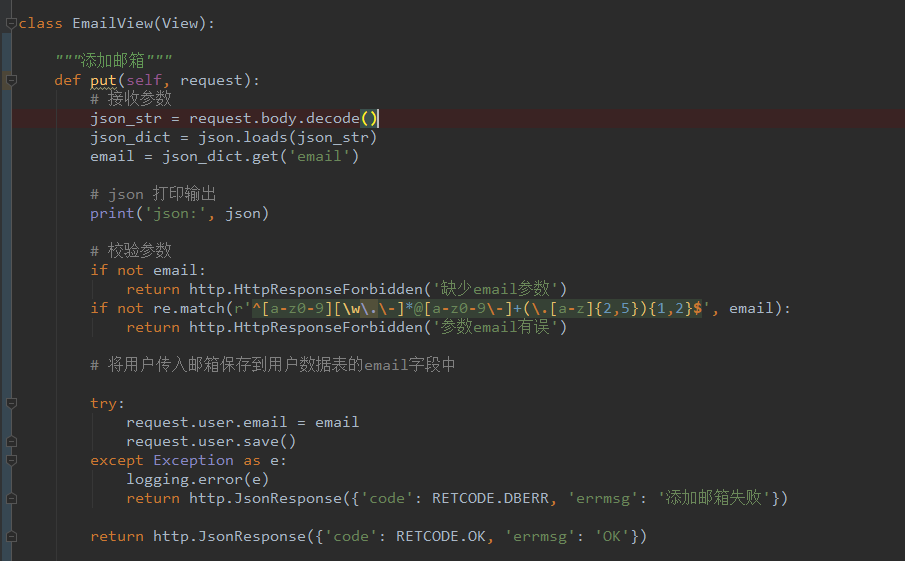 class EmailView(View):
"""添加邮箱"""
def put(self, request):
# 接收参数
json_str = request.body.decode()
json_dict = json.loads(json_str)
email = json_dict.get('email')
# json 打印输出
print('json:', json)
# 校验参数
if not email:
return http.HttpResponseForbidden('缺少email参数')
if not re.match(r'^[a-z0-9][\w\.\-]*@[a-z0-9\-]+(\.[a-z]{2,5}){1,2}$', email):
return http.HttpResponseForbidden('参数email有误')
# 将用户传入邮箱保存到用户数据表的email字段中
try:
request.user.email = email
request.user.save()
except Exception as e:
logging.error(e)
return http.JsonResponse({'code': RETCODE.DBERR, 'errmsg': '添加邮箱失败'})
return http.JsonResponse({'code': RETCODE.OK, 'errmsg': 'OK'})